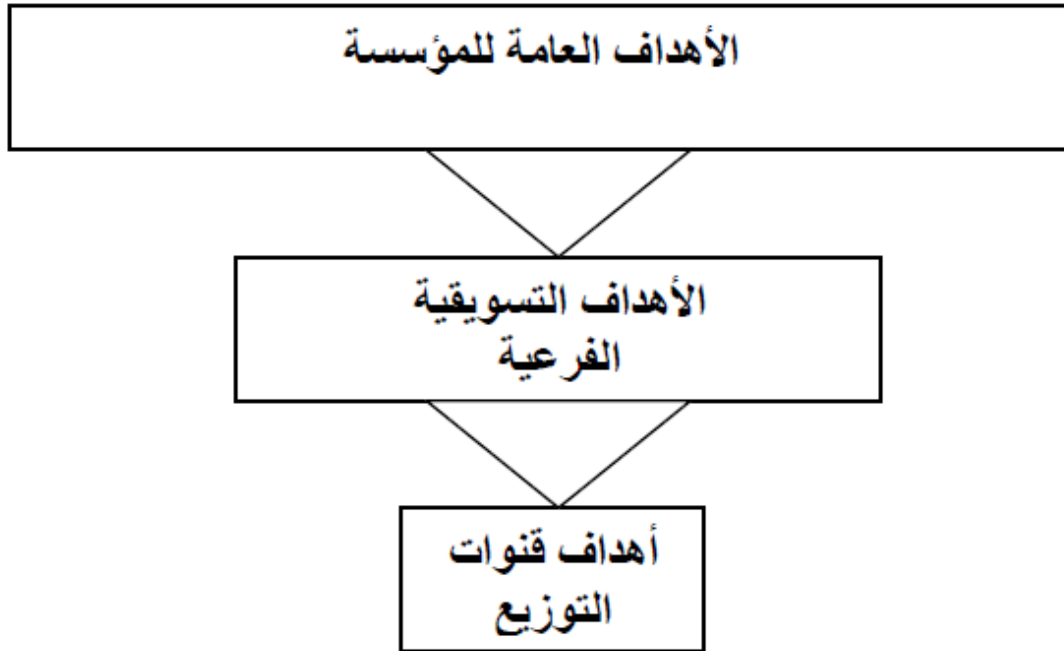 الأهداف العامة للمؤسسة
الأهداف التسويقية
الفرعية
أهداف قنوات
التوزيع